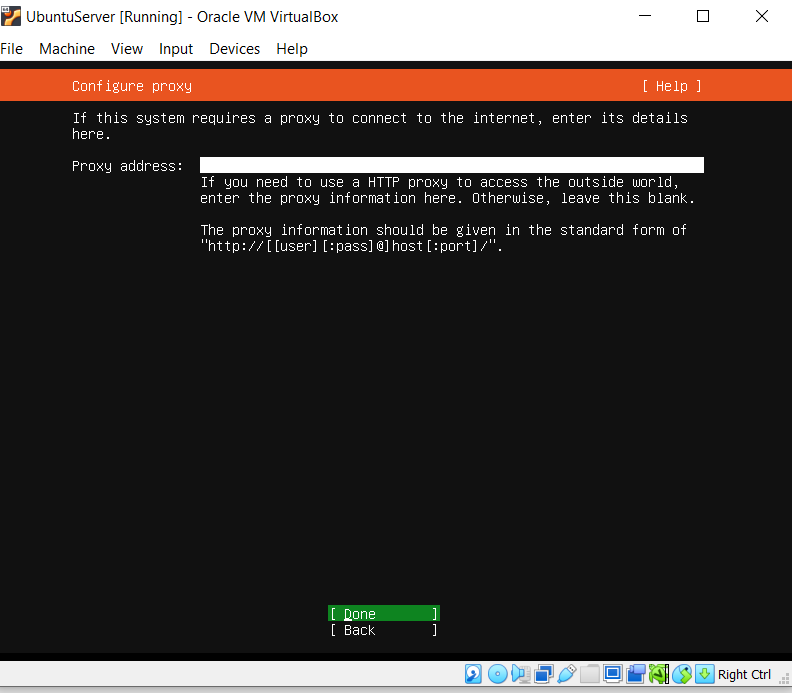 UbuntuServer [Running] - Oracle VM VirtualBox
File Machine View Input Devices Help
Configure proxy [ Help ]
If this system requires a proxy to connect to the internet, enter its details
here.
Proxy address:
If you need to use a HTTP proxy to access the outside world,
enter the proxy information here. Otherwise, leave this blank.
The proxy information should be given in the standard form of
"http://[[user][:pass]@]host[:port]/".
[ Done ]
[ Back ]
Right Ctrl